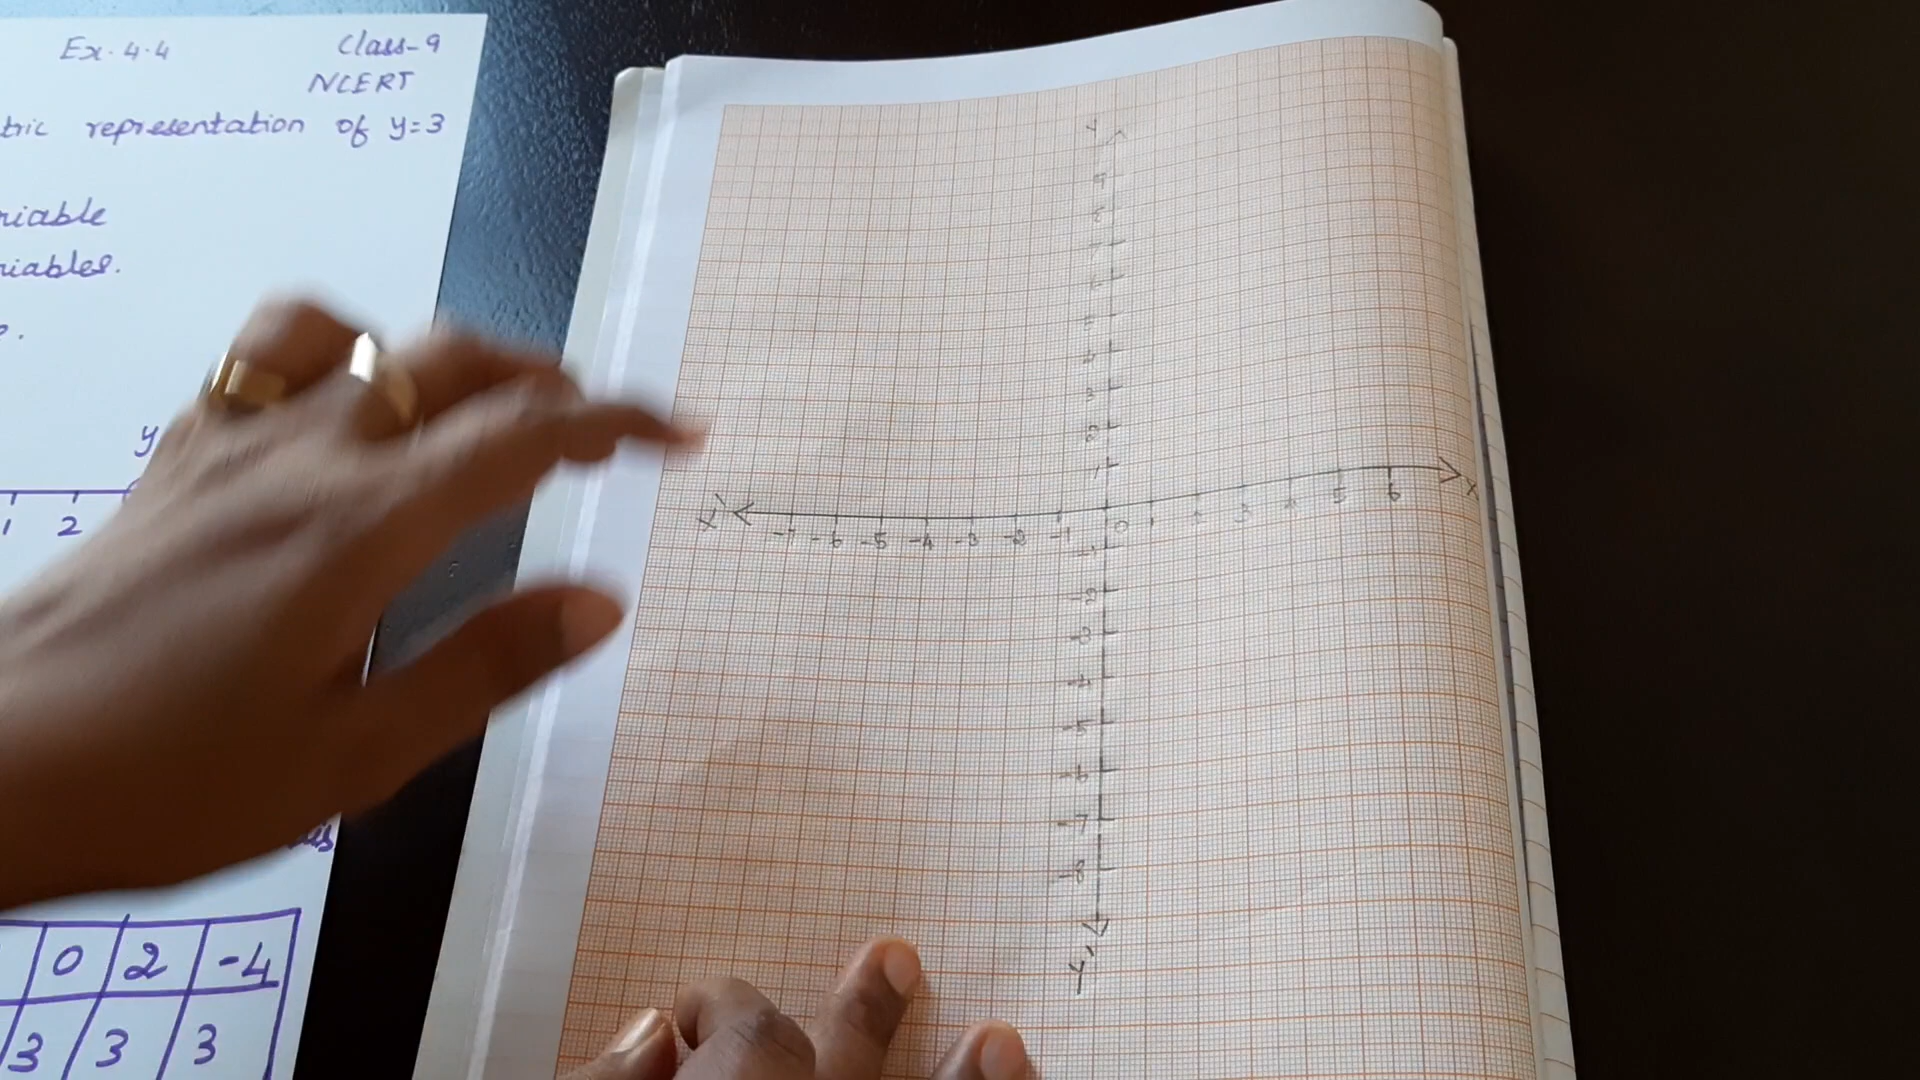 Ex. 4.4 Class-9
NCERT
tric representation of y=3
riable
riables.
y
1 2
0 2 -4
3 3 3
Y
9
8
7
6
5
4
3
2
1
X' -7 -6 -5 -4 -3 -2 -1 0 1 2 3 4 5 6 X
-1
-2
-3
-4
-5
-6
-7
-8
Y'